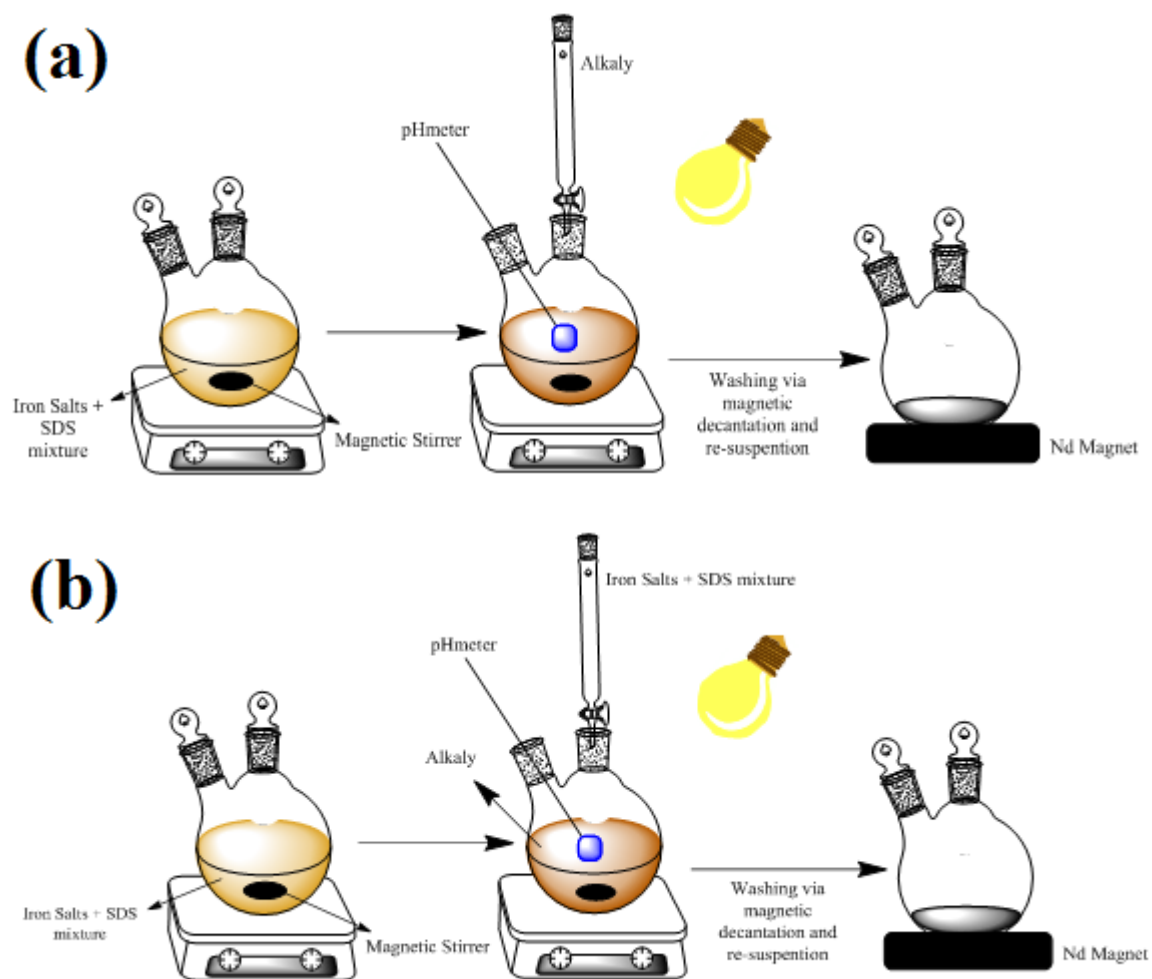 (a)
Alkaly
pHmeter
Iron Salts +
SDS
mixture
Magnetic Stirrer
Washing via
magnetic
decantation and
re-suspention
Nd Magnet
(b)
Iron Salts + SDS mixture
pHmeter
Alkaly
Iron Salts + SDS
mixture
Magnetic Stirrer
Washing via
magnetic
decantation and
re-suspention
Nd Magnet